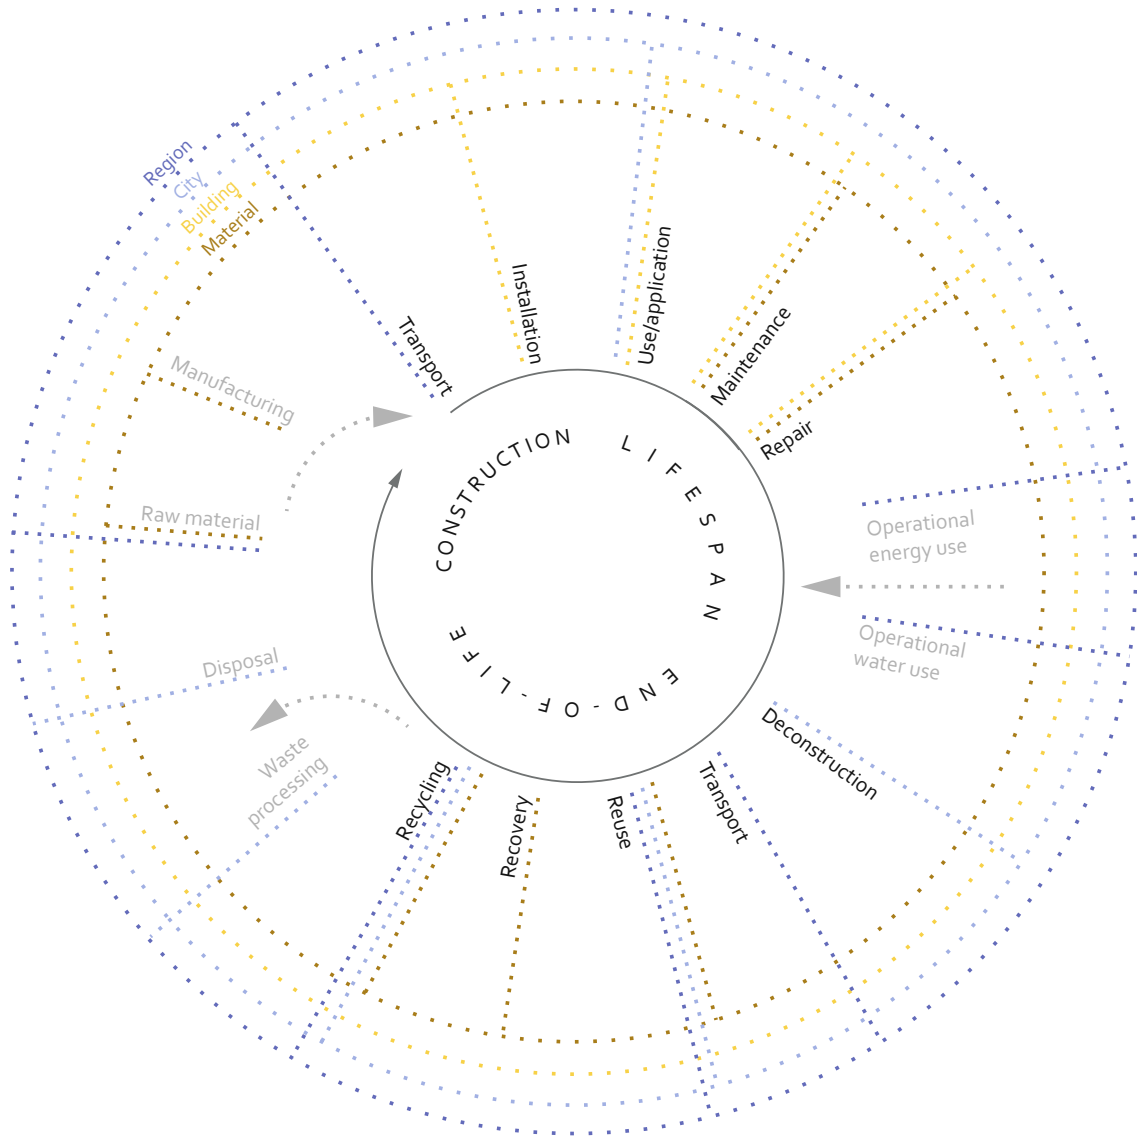 Region
City
Building
Material
Transport
Installation
Use/application
Maintenance
Repair
Manufacturing
Raw material
CONSTRUCTION
LIFESPAN
END-OF-LIFE
Operational
energy use
Operational
water use
Disposal
Waste
processing
Recycling
Recovery
Reuse
Transport
Deconstruction